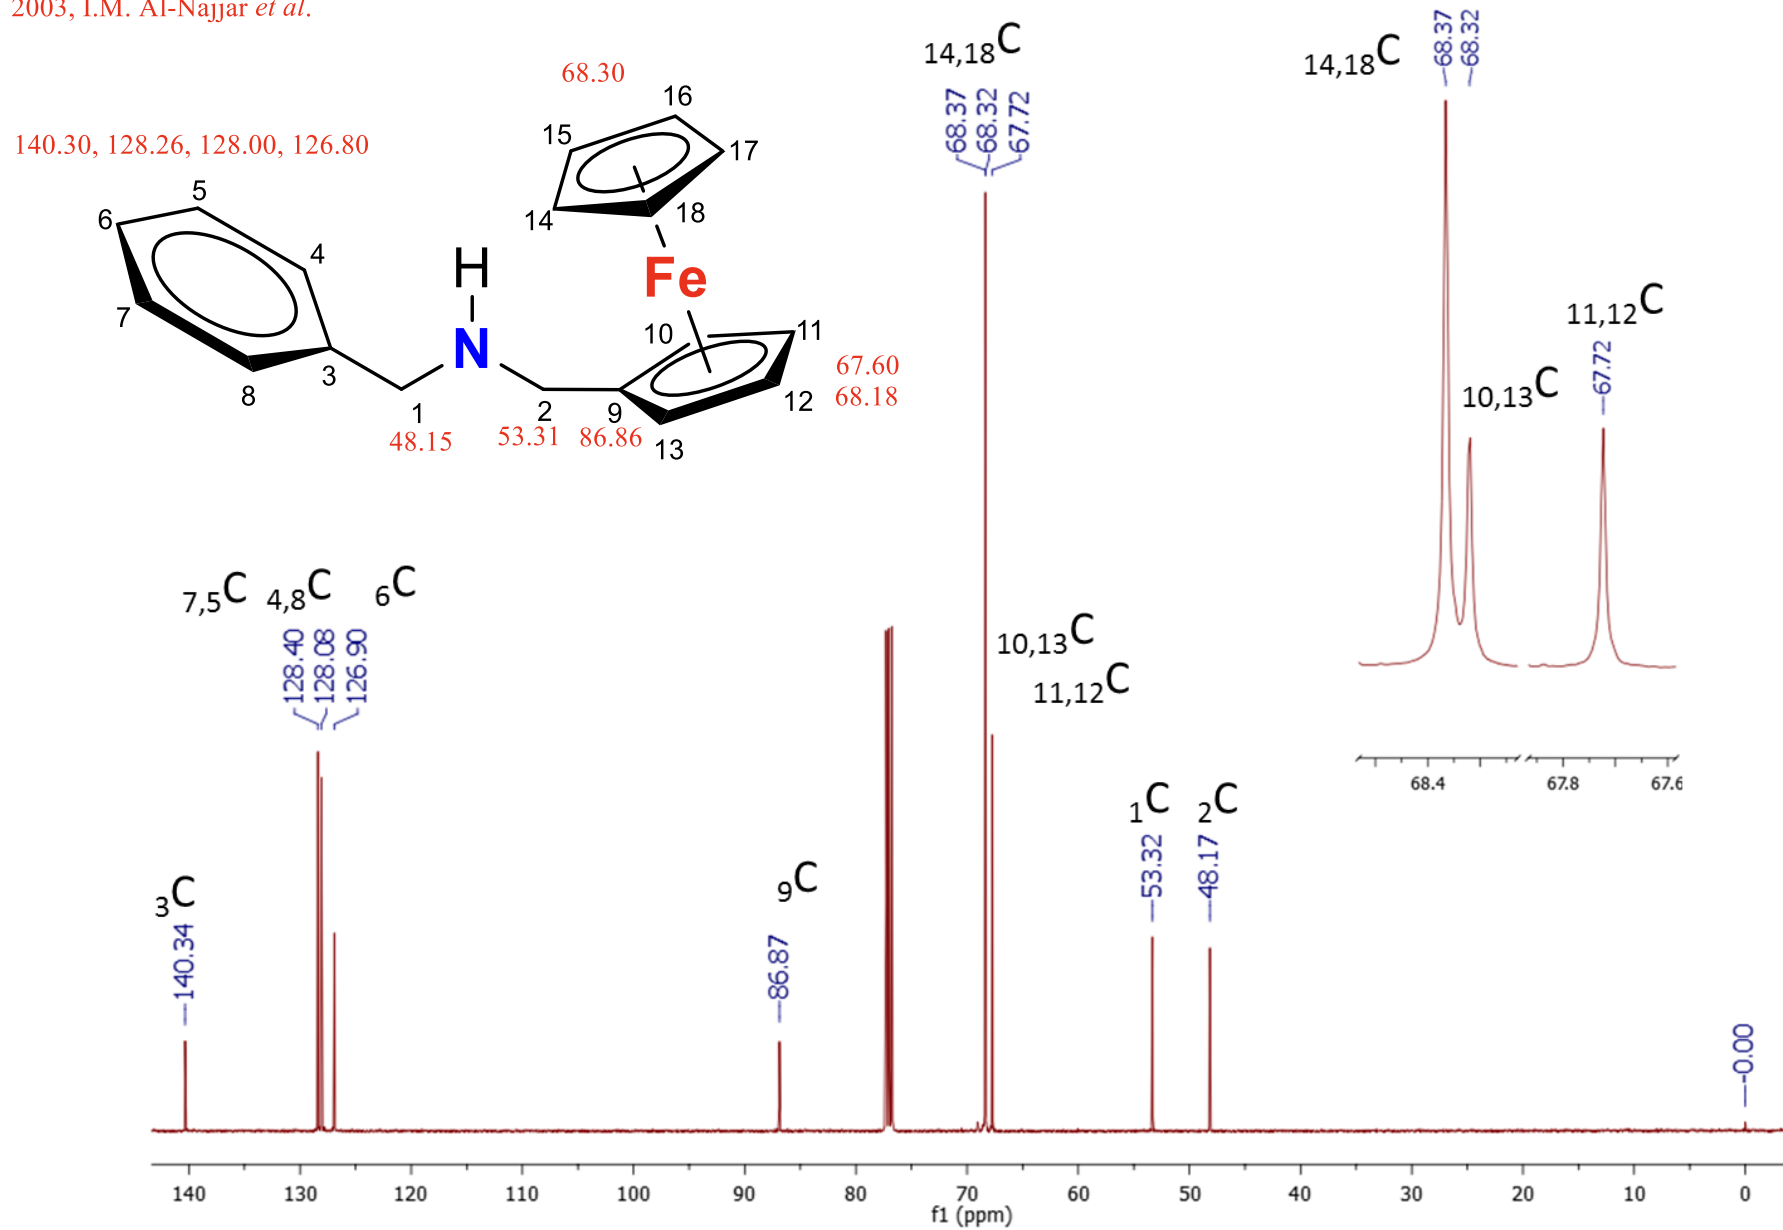 2003, I.M. Al-Najjar et al.
68.30
140.30, 128.26, 128.00, 126.80
16
15
17
14
18
5
6
4
7
8
3
H
N
Fe
1
2
9
10
11
12
13
48.15
53.31
86.86
67.60
68.18
14,18C
68.37
68.32
67.72
14,18C
68.37
68.32
11,12C
67.72
10,13C
68.4
67.8
67.6
7,5C
4,8C
6C
128.40
128.08
126.90
10,13C
11,12C
3C
140.34
9C
86.87
1C
53.32
2C
48.17
-0.00
140 130 120 110 100 90 80 70 60 50 40 30 20 10 0
f1 (ppm)